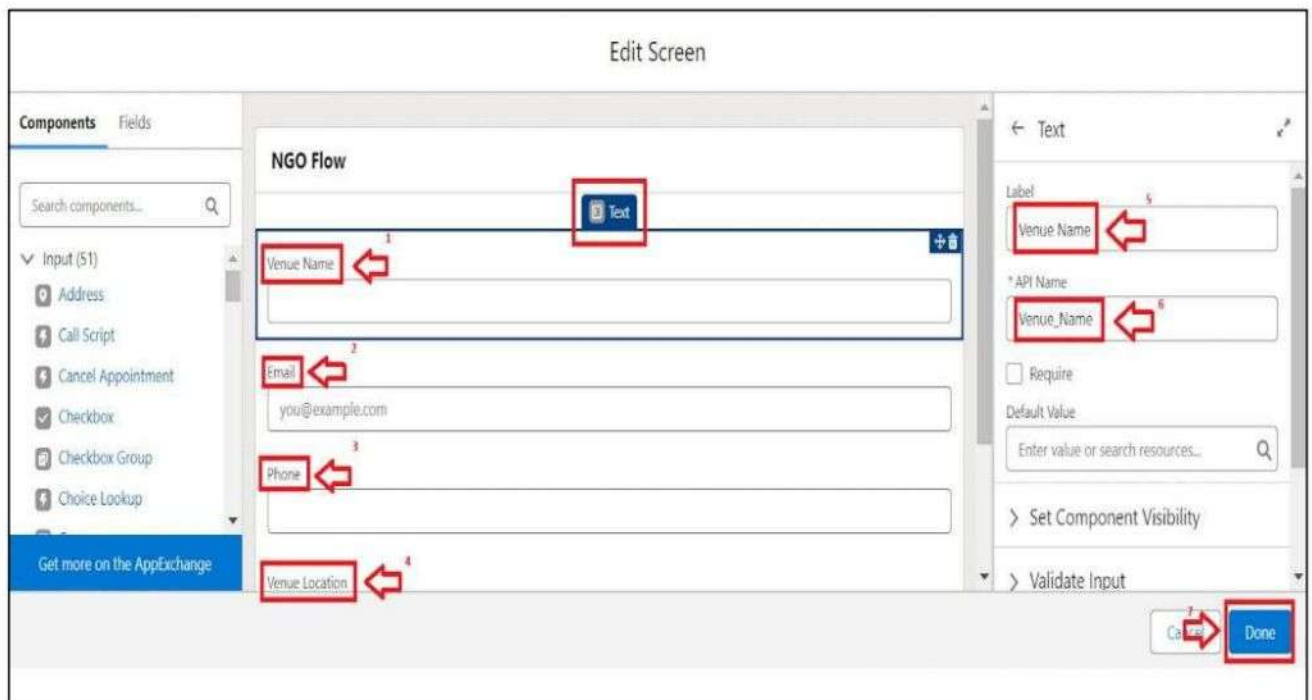 Edit Screen
Components Fields
Search components...
Input (51)
Address
Call Script
Cancel Appointment
Checkbox
Checkbox Group
Choice Lookup
Get more on the AppExchange
NGO Flow
Text
Venue Name 1
Email 2
you@example.com
Phone 3
Venue Location 4
Text
Label
Venue Name 5
* API Name
Venue_Name 6
Require
Default Value
Enter value or search resources...
Set Component Visibility
Validate Input
Cancel 7 Done